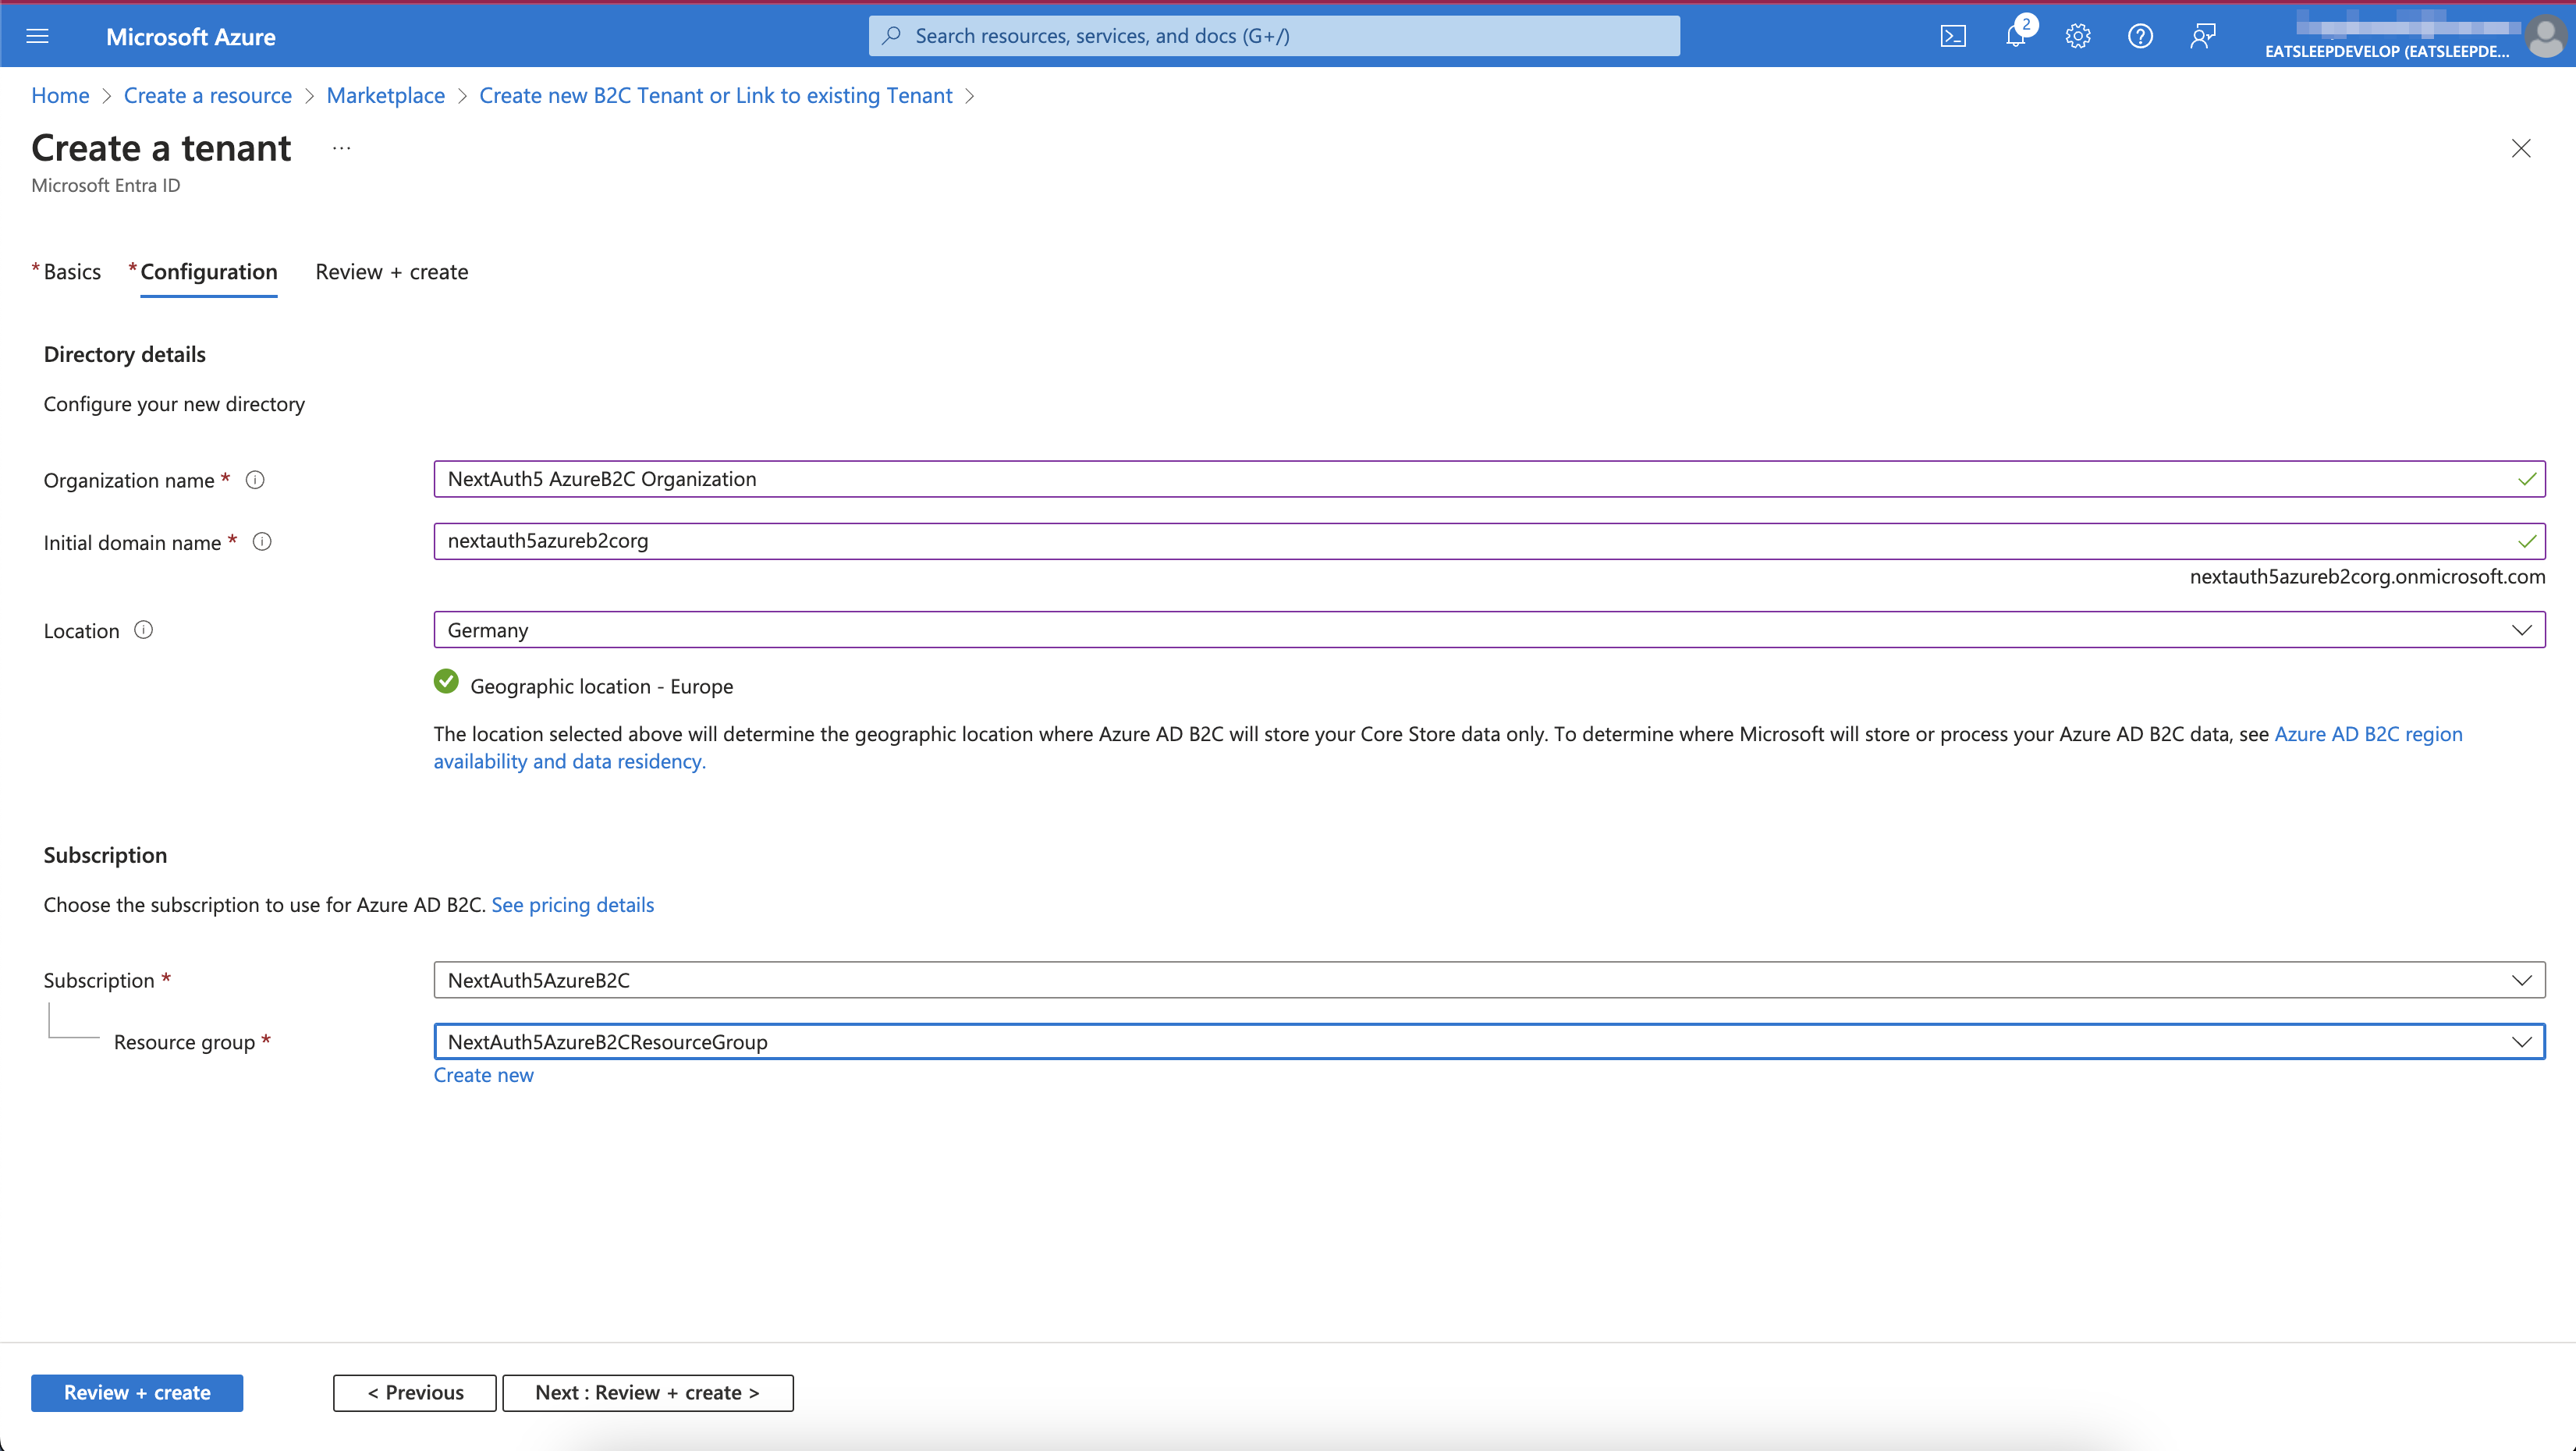 Microsoft Azure
Search resources, services, and docs (G+/)
2
EATSLEEPDEVELOP (EATSLEEPDE...
Home > Create a resource > Marketplace > Create new B2C Tenant or Link to existing Tenant >
Create a tenant ...
Microsoft Entra ID
* Basics * Configuration Review + create
Directory details
Configure your new directory
Organization name *
NextAuth5 AzureB2C Organization
Initial domain name *
nextauth5azureb2corg
nextauth5azureb2corg.onmicrosoft.com
Location
Germany
Geographic location - Europe
The location selected above will determine the geographic location where Azure AD B2C will store your Core Store data only. To determine where Microsoft will store or process your Azure AD B2C data, see Azure AD B2C region
availability and data residency.
Subscription
Choose the subscription to use for Azure AD B2C. See pricing details
Subscription *
NextAuth5AzureB2C
Resource group *
NextAuth5AzureB2CResourceGroup
Create new
Review + create
< Previous
Next : Review + create >